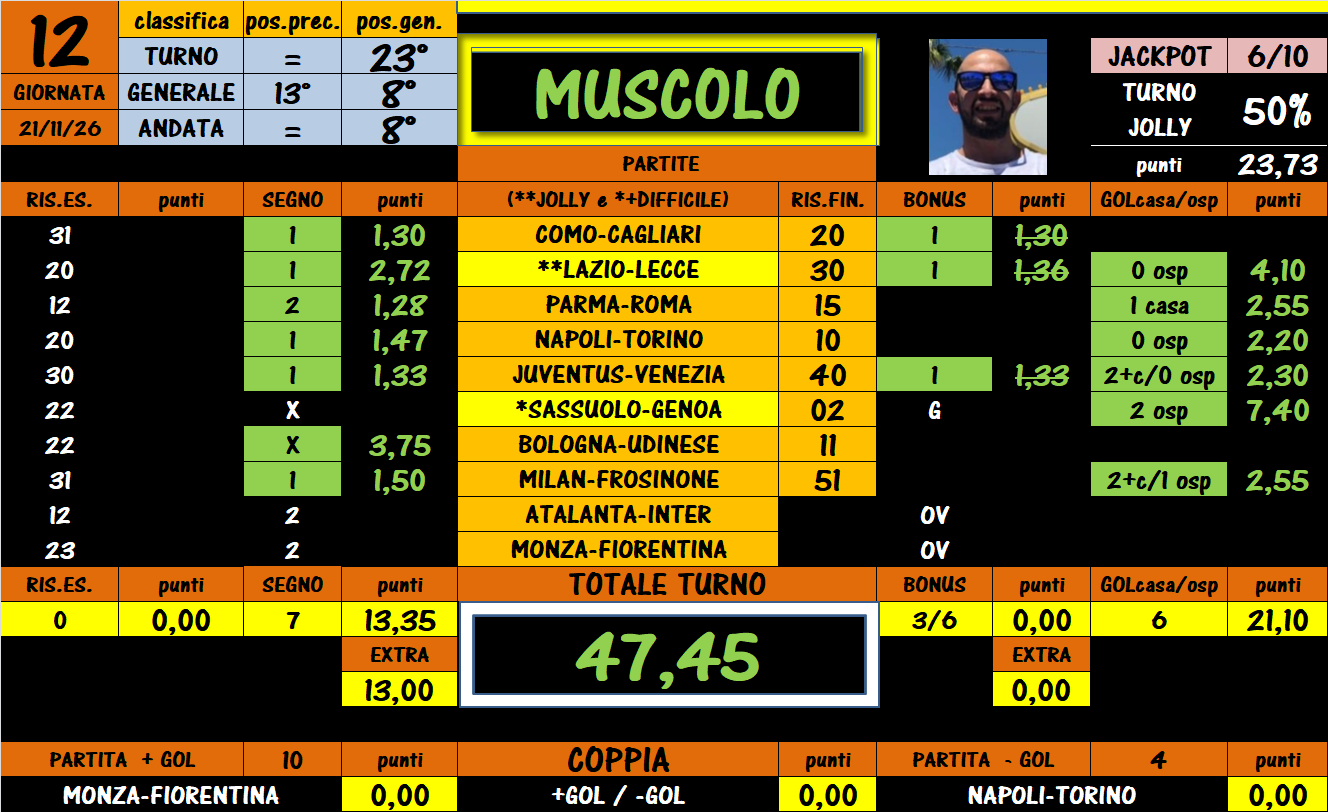 12 classifica pos.prec. pos.gen.
TURNO = 23° JACKPOT 6/10
GIORNATA GENERALE 13° 8° MUSCOLO TURNO JOLLY 50%
21/11/26 ANDATA = 8°
PARTITE punti 23,73
RIS.ES. punti SEGNO punti (**JOLLY e *+DIFFICILE) RIS.FIN. BONUS punti GOLcasa/osp punti
31 1 1,30 COMO-CAGLIARI 20 1 1,30
20 1 2,72 **LAZIO-LECCE 30 1 1,36 0 osp 4,10
12 2 1,28 PARMA-ROMA 15 1 casa 2,55
20 1 1,47 NAPOLI-TORINO 10 0 osp 2,20
30 1 1,33 JUVENTUS-VENEZIA 40 1 1,33 2+c/0 osp 2,30
22 X *SASSUOLO-GENOA 02 G 2 osp 7,40
22 X 3,75 BOLOGNA-UDINESE 11
31 1 1,50 MILAN-FROSINONE 51 2+c/1 osp 2,55
12 2 ATALANTA-INTER OV
23 2 MONZA-FIORENTINA OV
RIS.ES. punti SEGNO punti TOTALE TURNO BONUS punti GOLcasa/osp punti
0 0,00 7 13,35 47,45 3/6 0,00 6 21,10
EXTRA EXTRA
13,00 0,00
PARTITA + GOL 10 punti COPPIA punti PARTITA - GOL 4 punti
MONZA-FIORENTINA 0,00 +GOL / -GOL 0,00 NAPOLI-TORINO 0,00